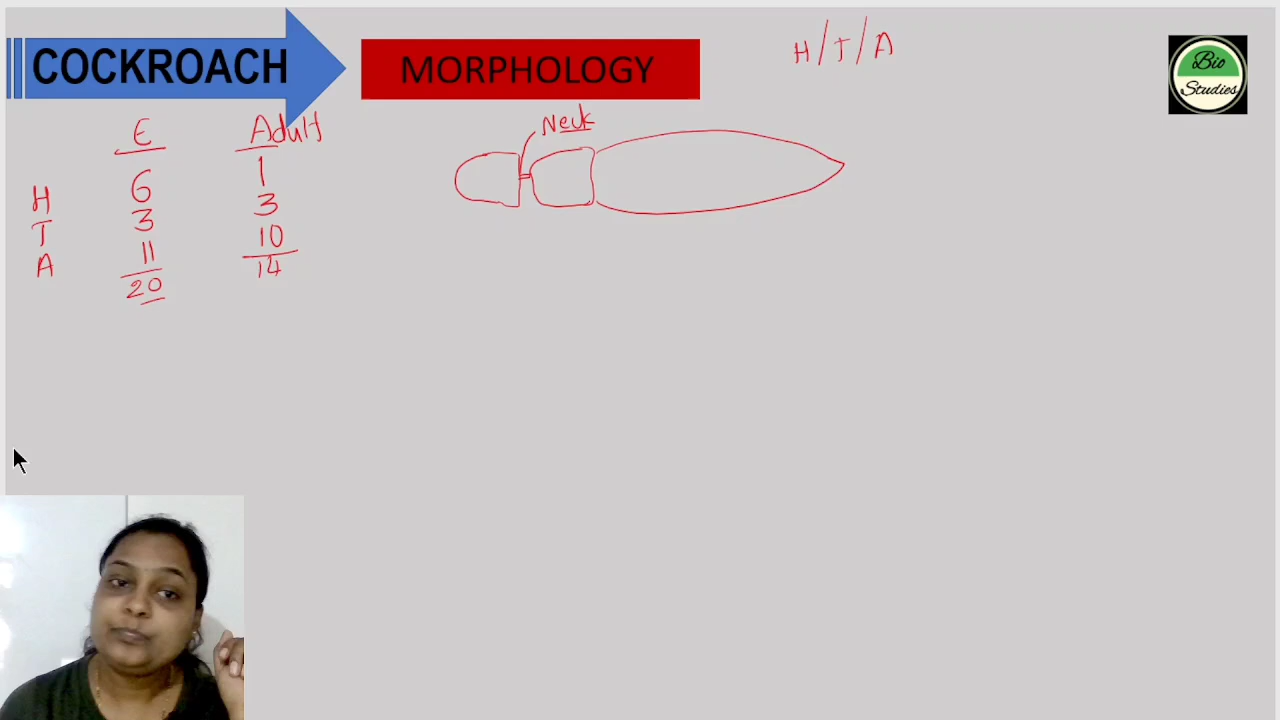 COCKROACH
MORPHOLOGY
H/T/A
Bio
Studies
E Adult
Neck
6 1
H 3 3
T 11 10
A 20 14